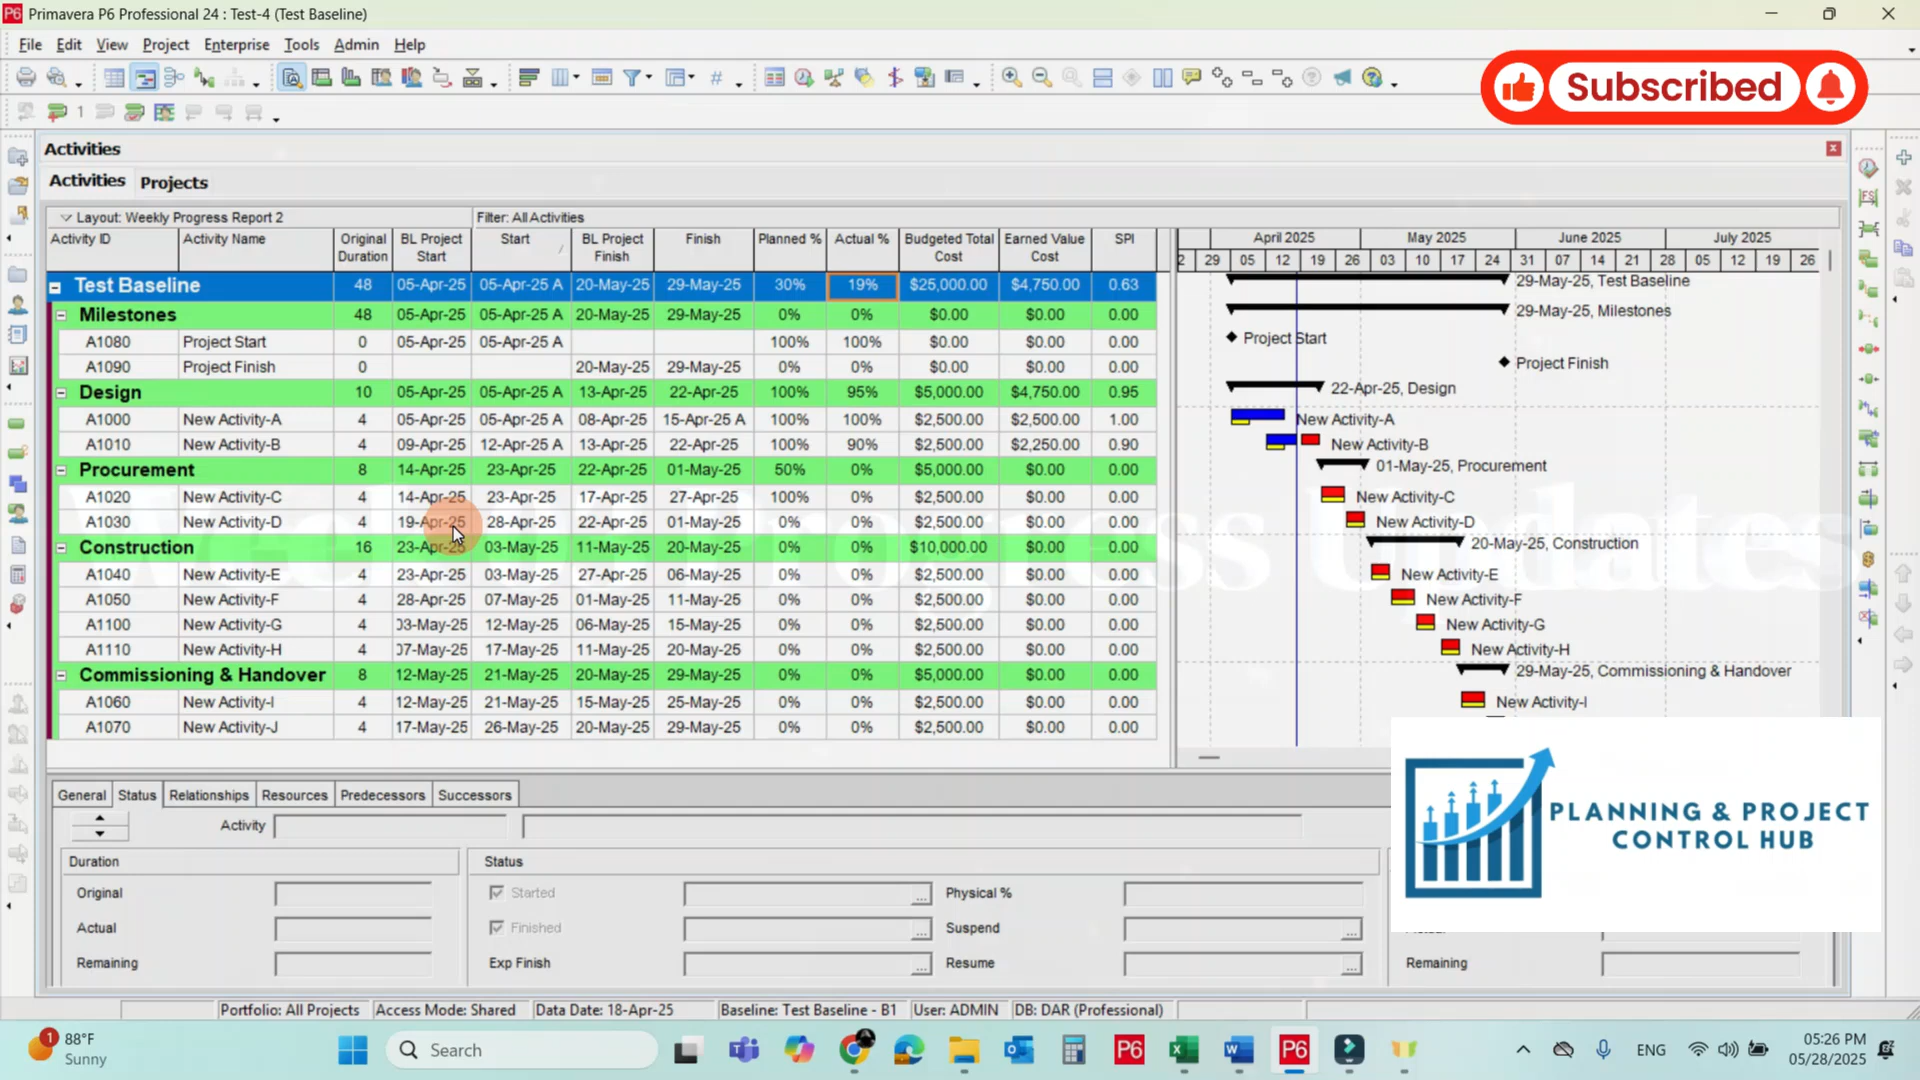 Primavera P6 Professional 24 : Test-4 (Test Baseline)
File Edit View Project Enterprise Tools Admin Help
Subscribed
Activities
Activities Projects
Layout: Weekly Progress Report 2 Filter: All Activities
Activity ID Activity Name Original Duration BL Project Start Start BL Project Finish Finish Planned % Actual % Budgeted Total Cost Earned Value Cost SPI
April 2025 May 2025 June 2025 July 2025
2 29 05 12 19 26 03 10 17 24 31 07 14 21 28 05 12 19 26
Test Baseline 48 05-Apr-25 05-Apr-25 A 20-May-25 29-May-25 30% 19% $25,000.00 $4,750.00 0.63 29-May-25, Test Baseline
Milestones 48 05-Apr-25 05-Apr-25 A 20-May-25 29-May-25 0% 0% $0.00 $0.00 0.00 29-May-25, Milestones
A1080 Project Start 0 05-Apr-25 05-Apr-25 A 100% 100% $0.00 $0.00 0.00 Project Start
A1090 Project Finish 0 20-May-25 29-May-25 0% 0% $0.00 $0.00 0.00 Project Finish
Design 10 05-Apr-25 05-Apr-25 A 13-Apr-25 22-Apr-25 100% 95% $5,000.00 $4,750.00 0.95 22-Apr-25, Design
A1000 New Activity-A 4 05-Apr-25 05-Apr-25 A 08-Apr-25 15-Apr-25 A 100% 100% $2,500.00 $2,500.00 1.00 New Activity-A
A1010 New Activity-B 4 09-Apr-25 12-Apr-25 A 13-Apr-25 22-Apr-25 100% 90% $2,500.00 $2,250.00 0.90 New Activity-B
Procurement 8 14-Apr-25 23-Apr-25 22-Apr-25 01-May-25 50% 0% $5,000.00 $0.00 0.00 01-May-25, Procurement
A1020 New Activity-C 4 14-Apr-25 23-Apr-25 17-Apr-25 27-Apr-25 100% 0% $2,500.00 $0.00 0.00 New Activity-C
A1030 New Activity-D 4 19-Apr-25 28-Apr-25 22-Apr-25 01-May-25 0% 0% $2,500.00 $0.00 0.00 New Activity-D
Construction 16 23-Apr-25 03-May-25 11-May-25 20-May-25 0% 0% $10,000.00 $0.00 0.00 20-May-25, Construction
A1040 New Activity-E 4 23-Apr-25 03-May-25 27-Apr-25 06-May-25 0% 0% $2,500.00 $0.00 0.00 New Activity-E
A1050 New Activity-F 4 28-Apr-25 07-May-25 01-May-25 11-May-25 0% 0% $2,500.00 $0.00 0.00 New Activity-F
A1100 New Activity-G 4 03-May-25 12-May-25 06-May-25 15-May-25 0% 0% $2,500.00 $0.00 0.00 New Activity-G
A1110 New Activity-H 4 07-May-25 17-May-25 11-May-25 20-May-25 0% 0% $2,500.00 $0.00 0.00 New Activity-H
Commissioning & Handover 8 12-May-25 21-May-25 20-May-25 29-May-25 0% 0% $5,000.00 $0.00 0.00 29-May-25, Commissioning & Handover
A1060 New Activity-I 4 12-May-25 21-May-25 15-May-25 25-May-25 0% 0% $2,500.00 $0.00 0.00 New Activity-I
A1070 New Activity-J 4 17-May-25 26-May-25 20-May-25 29-May-25 0% 0% $2,500.00 $0.00 0.00
PLANNING & PROJECT
CONTROL HUB
General Status Relationships Resources Predecessors Successors
Activity
Duration Status
Original Started Physical %
Actual Finished Suspend
Remaining Exp Finish Resume Remaining
Portfolio: All Projects Access Mode: Shared Data Date: 18-Apr-25 Baseline: Test Baseline - B1 User: ADMIN DB: DAR (Professional)
88°F
Sunny
Search
ENG
05:26 PM
05/28/2025